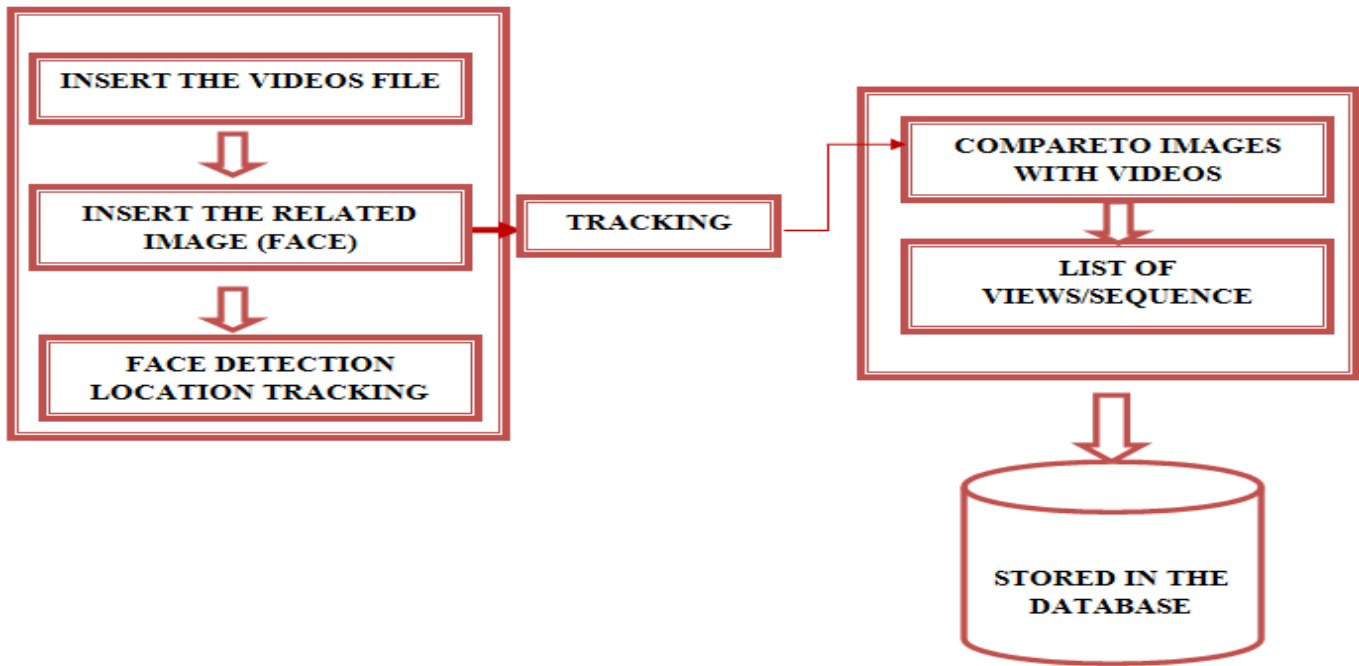 INSERT THE VIDEOS FILE
INSERT THE RELATED
IMAGE (FACE)
FACE DETECTION
LOCATION TRACKING
TRACKING
COMPARETO IMAGES
WITH VIDEOS
LIST OF
VIEWS/SEQUENCE
STORED IN THE
DATABASE